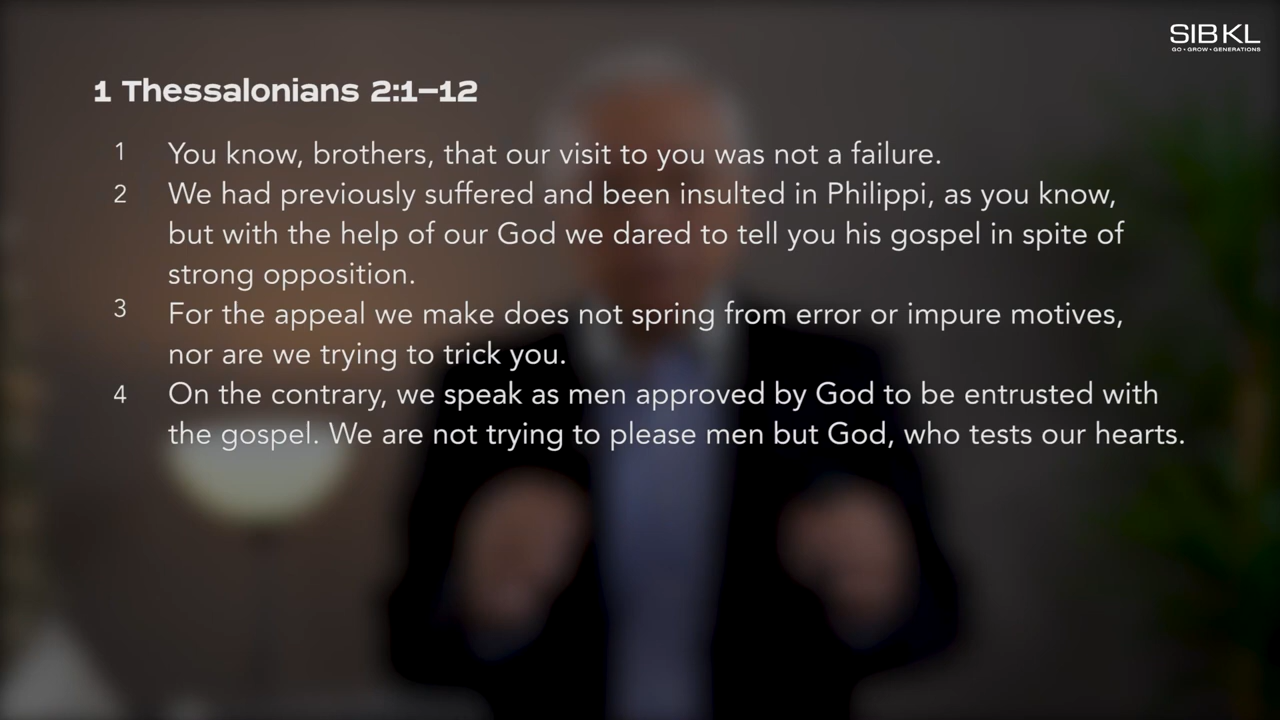 SIBKL
GO • GROW • GENERATIONS
1 Thessalonians 2:1–12
1 You know, brothers, that our visit to you was not a failure.
2 We had previously suffered and been insulted in Philippi, as you know,
but with the help of our God we dared to tell you his gospel in spite of
strong opposition.
3 For the appeal we make does not spring from error or impure motives,
nor are we trying to trick you.
4 On the contrary, we speak as men approved by God to be entrusted with
the gospel. We are not trying to please men but God, who tests our hearts.